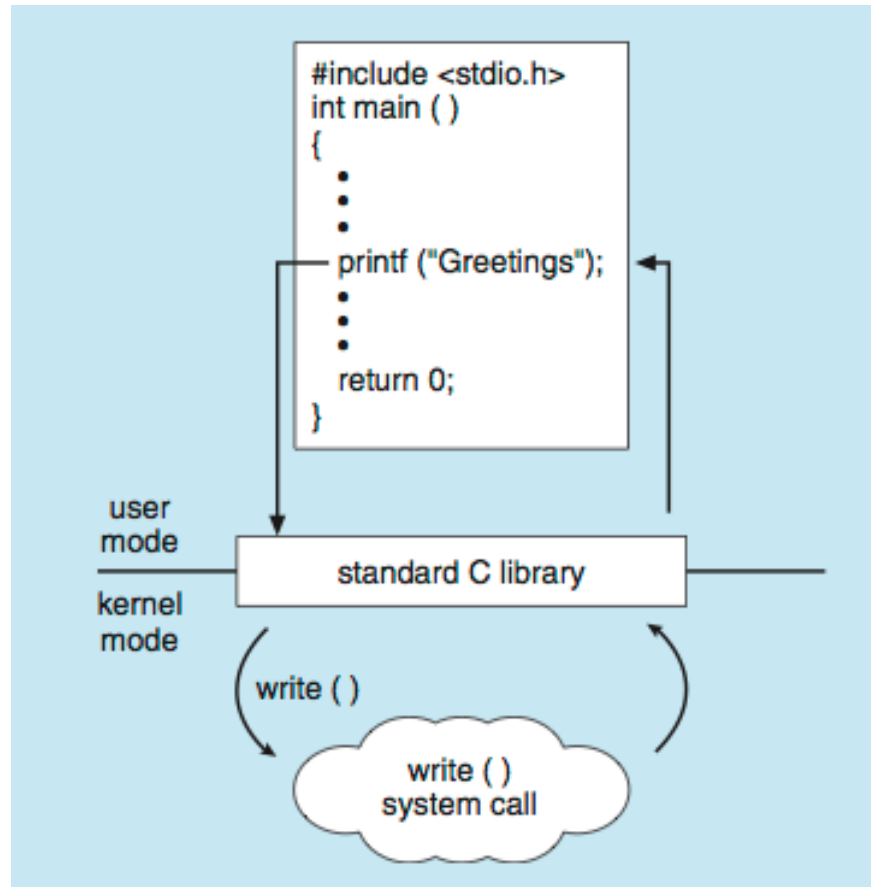 #include <stdio.h>
int main ( )
{
•
•
•
printf ("Greetings");
•
•
•
return 0;
}
user
mode
standard C library
kernel
mode
write ( )
write ( )
system call